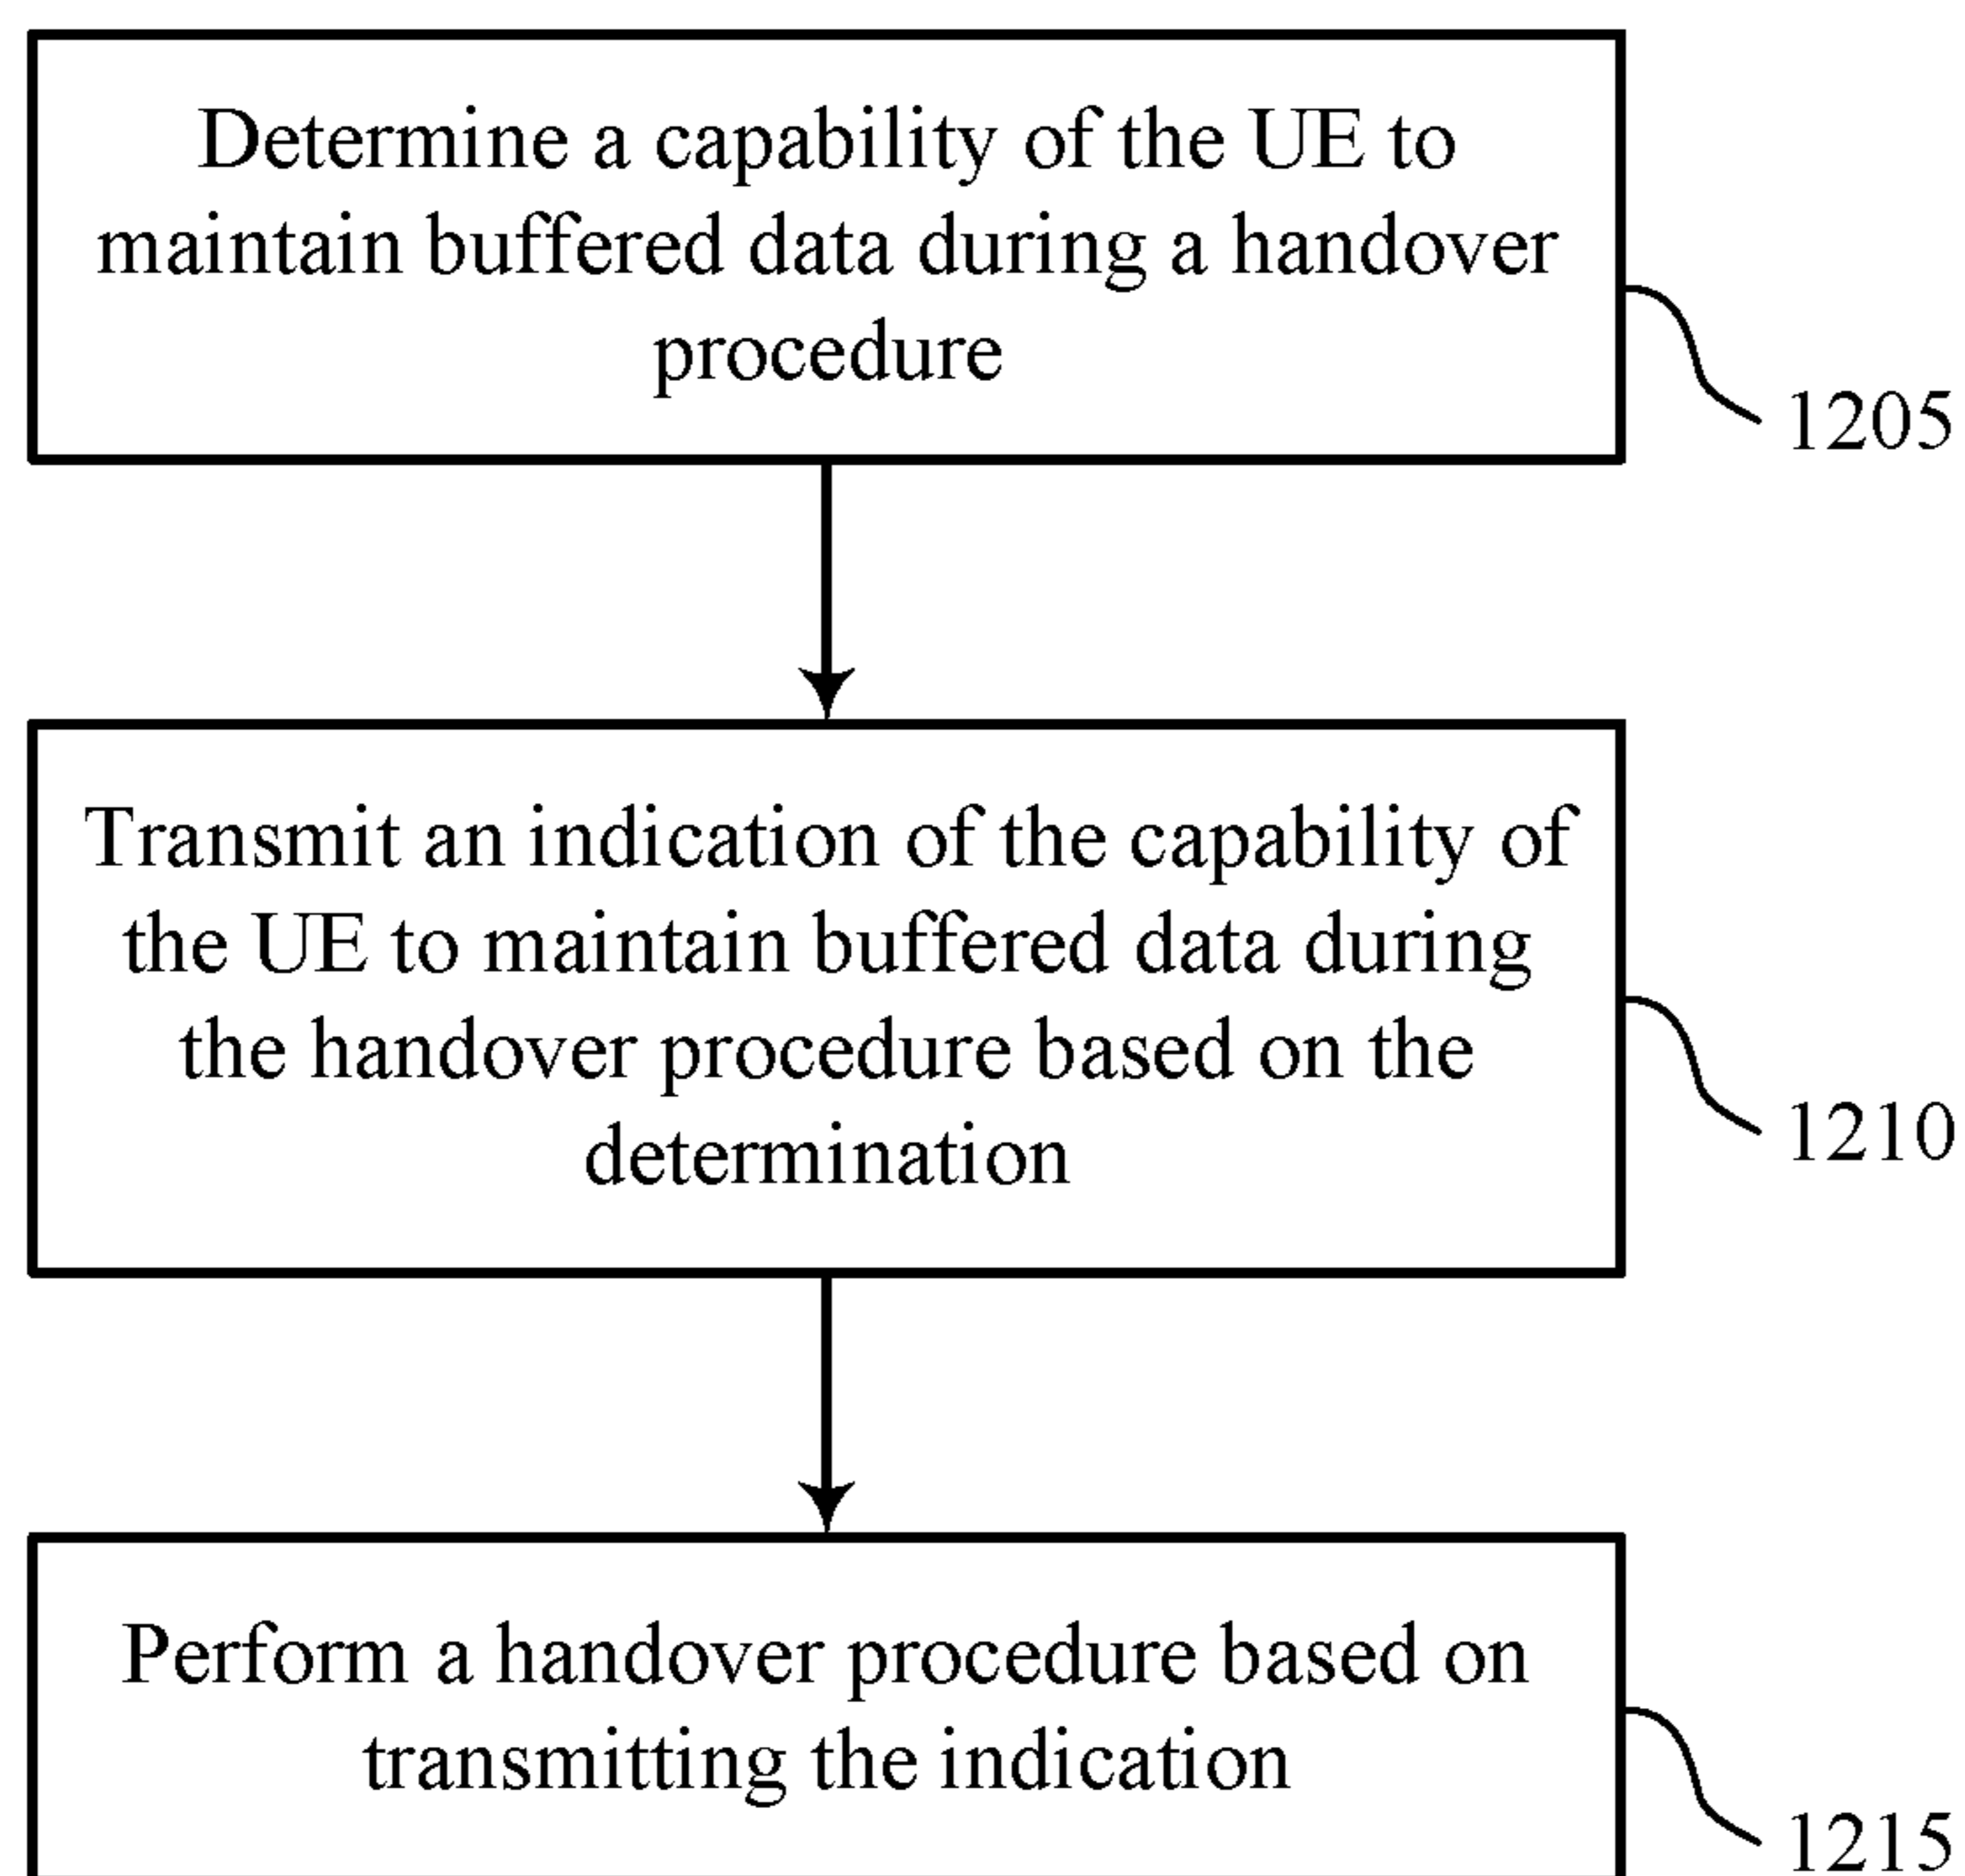 Determine a capability of the UE to
maintain buffered data during a handover
procedure
1205
Transmit an indication of the capability of
the UE to maintain buffered data during
the handover procedure based on the
determination
1210
Perform a handover procedure based on
transmitting the indication
1215